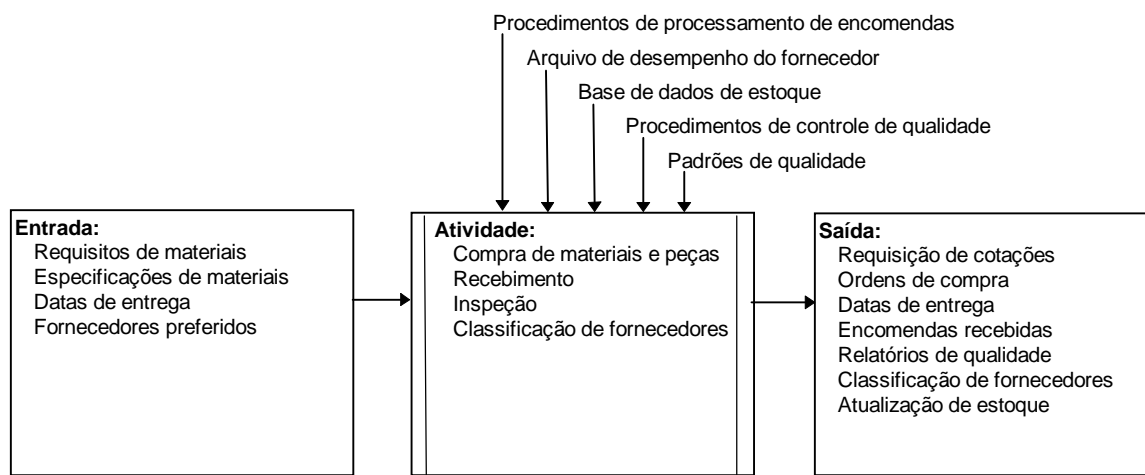 Procedimentos de processamento de encomendas
Arquivo de desempenho do fornecedor
Base de dados de estoque
Procedimentos de controle de qualidade
Padrões de qualidade
Entrada:
Requisitos de materiais
Especificações de materiais
Datas de entrega
Fornecedores preferidos
Atividade:
Compra de materiais e peças
Recebimento
Inspeção
Classificação de fornecedores
Saída:
Requisição de cotações
Ordens de compra
Datas de entrega
Encomendas recebidas
Relatórios de qualidade
Classificação de fornecedores
Atualização de estoque